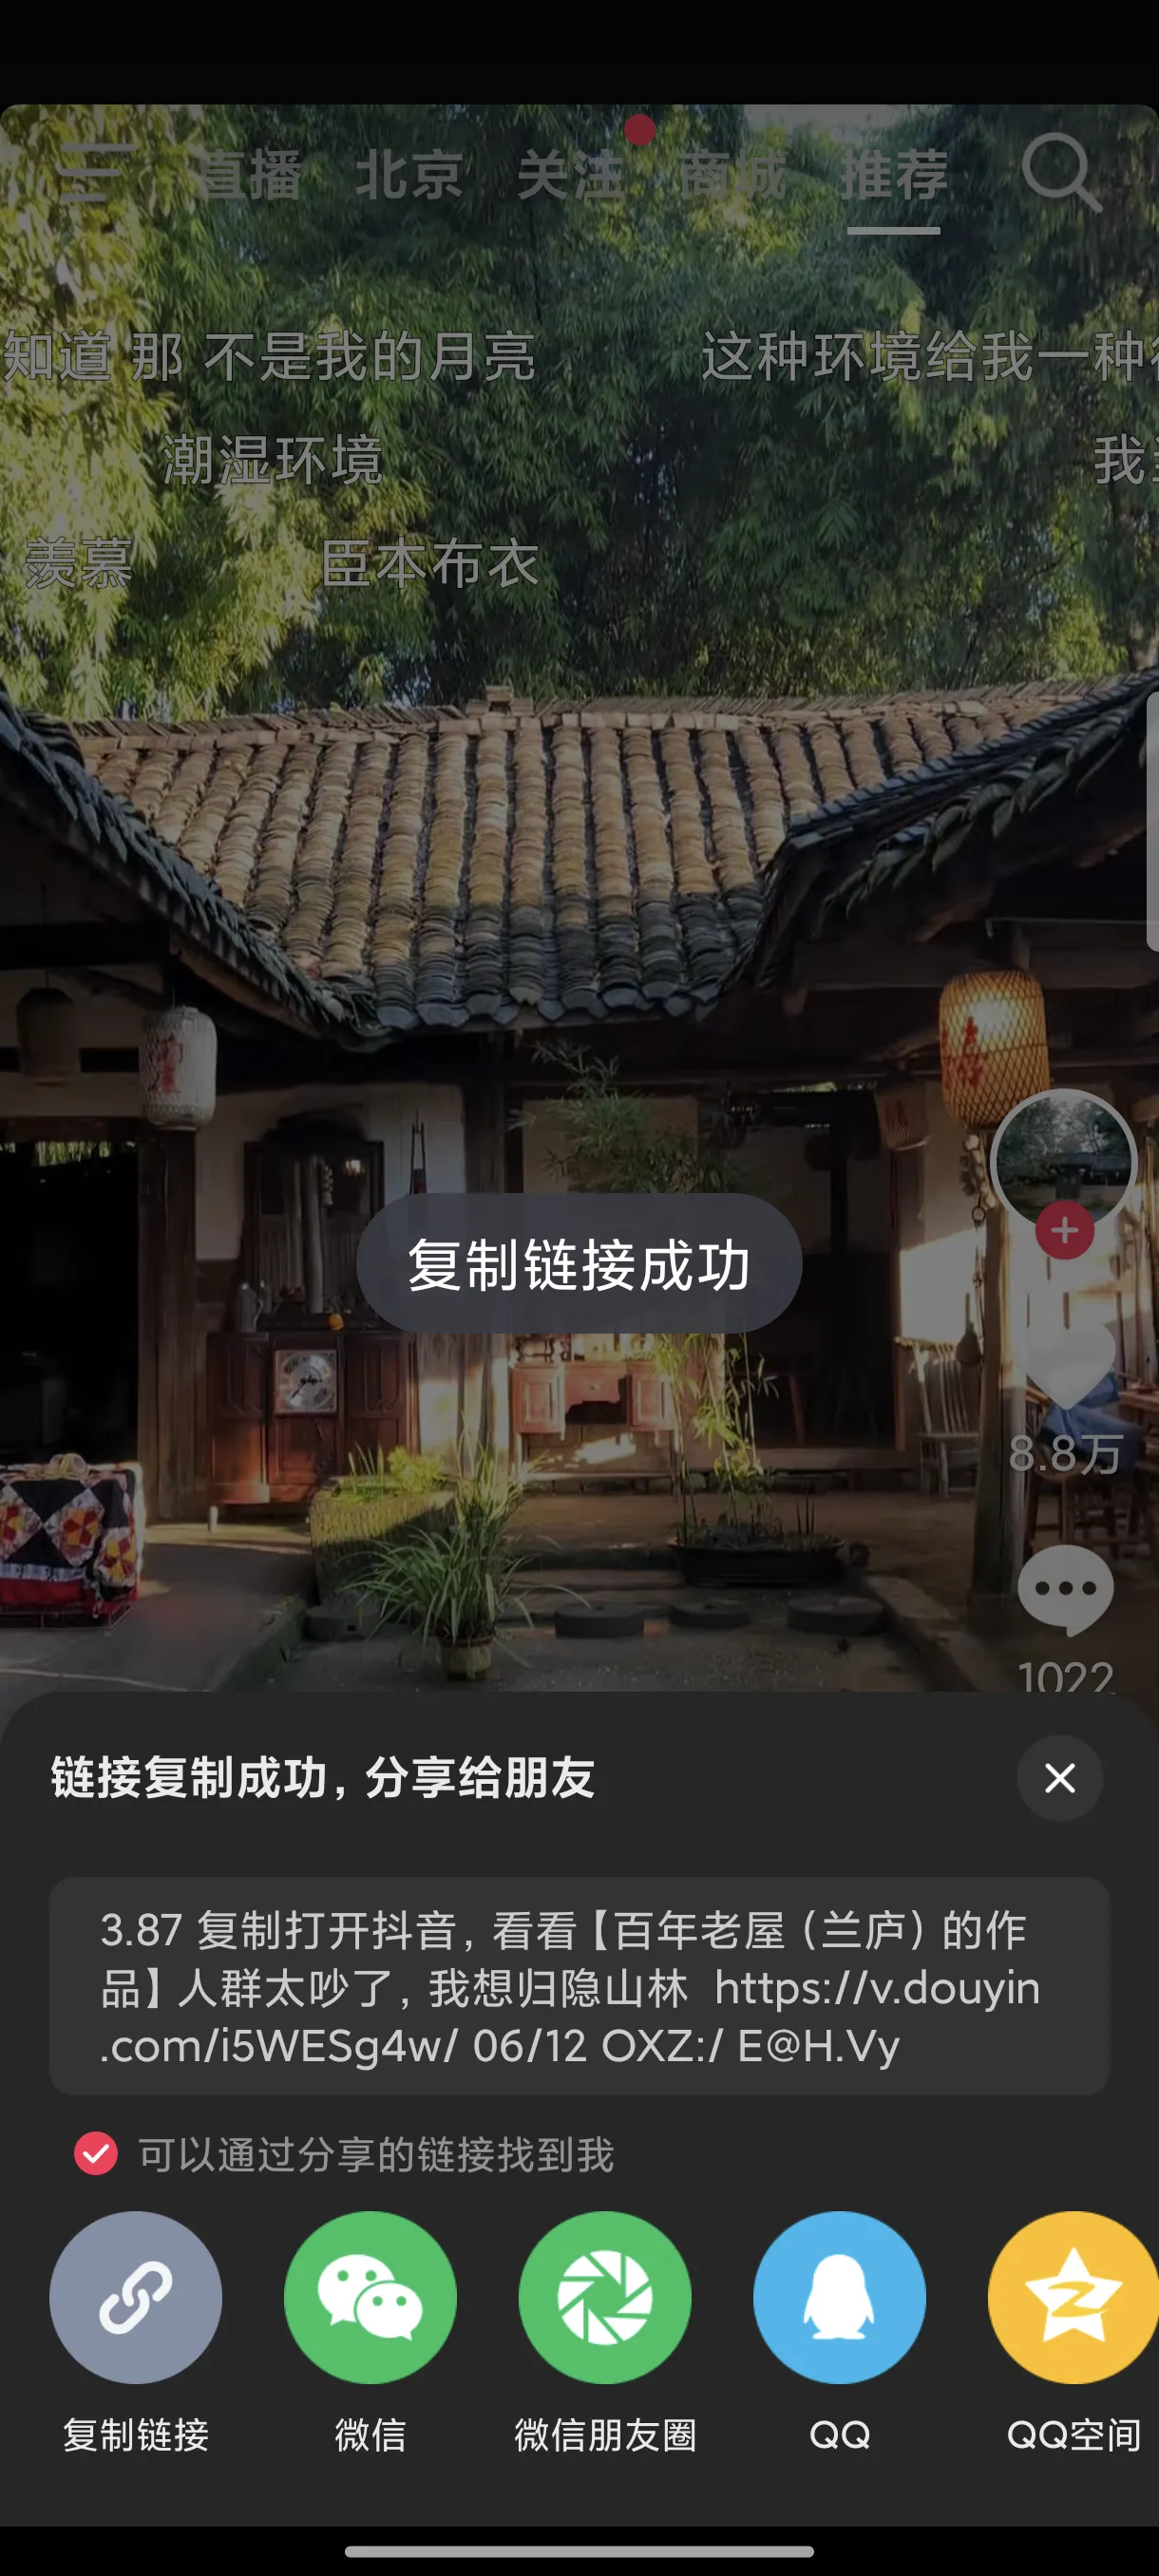 直播 北京 关注 商城 推荐
知道 那 不是我的月亮 这种环境给我一种
潮湿环境 我
羡慕 臣本布衣
复制链接成功
8.8万
1022
链接复制成功，分享给朋友
3.87 复制打开抖音，看看【百年老屋（兰庐）的作
品】人群太吵了，我想归隐山林 https://v.douyin
.com/i5WESg4w/ 06/12 OXZ:/ E@H.Vy
可以通过分享的链接找到我
复制链接 微信 微信朋友圈 QQ QQ空间